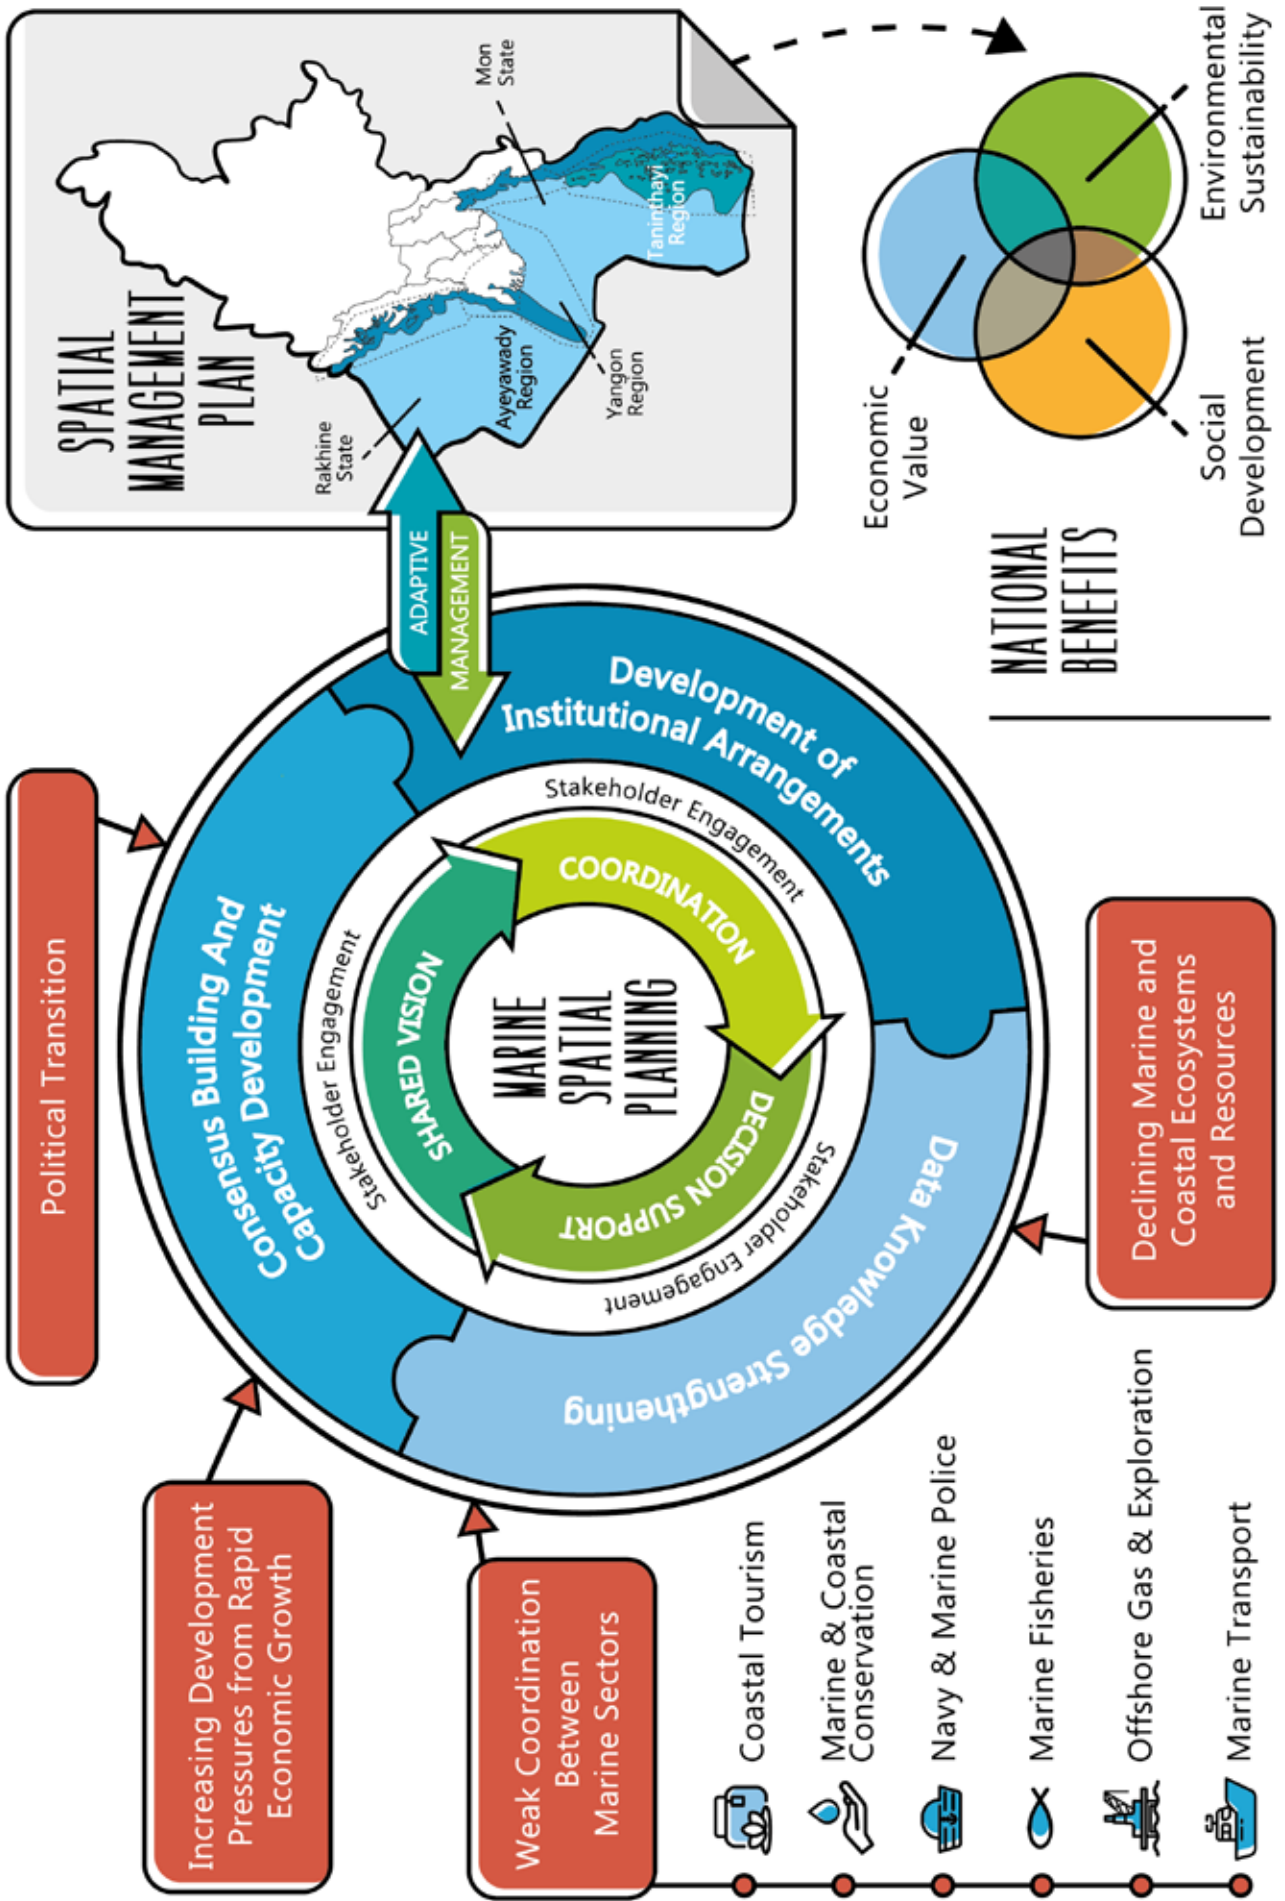 Political Transition
Increasing Development
Pressures from Rapid
Economic Growth
Weak Coordination
Between
Marine Sectors
Coastal Tourism
Marine & Coastal
Conservation
Navy & Marine Police
Marine Fisheries
Offshore Gas & Exploration
Marine Transport
Declining Marine and
Coastal Ecosystems
and Resources
Consensus Building And
Capacity Development
Development of
Institutional Arrangements
Data Knowledge Strengthening
Stakeholder Engagement
Stakeholder Engagement
Stakeholder Engagement
SHARED VISION
COORDINATION
DECISION SUPPORT
MARINE
SPATIAL
PLANNING
ADAPTIVE
MANAGEMENT
SPATIAL
MANAGEMENT
PLAN
Rakhine
State
Ayeyawady
Region
Yangon
Region
Mon
State
Taninthayi
Region
NATIONAL
BENEFITS
Economic
Value
Social
Development
Environmental
Sustainability